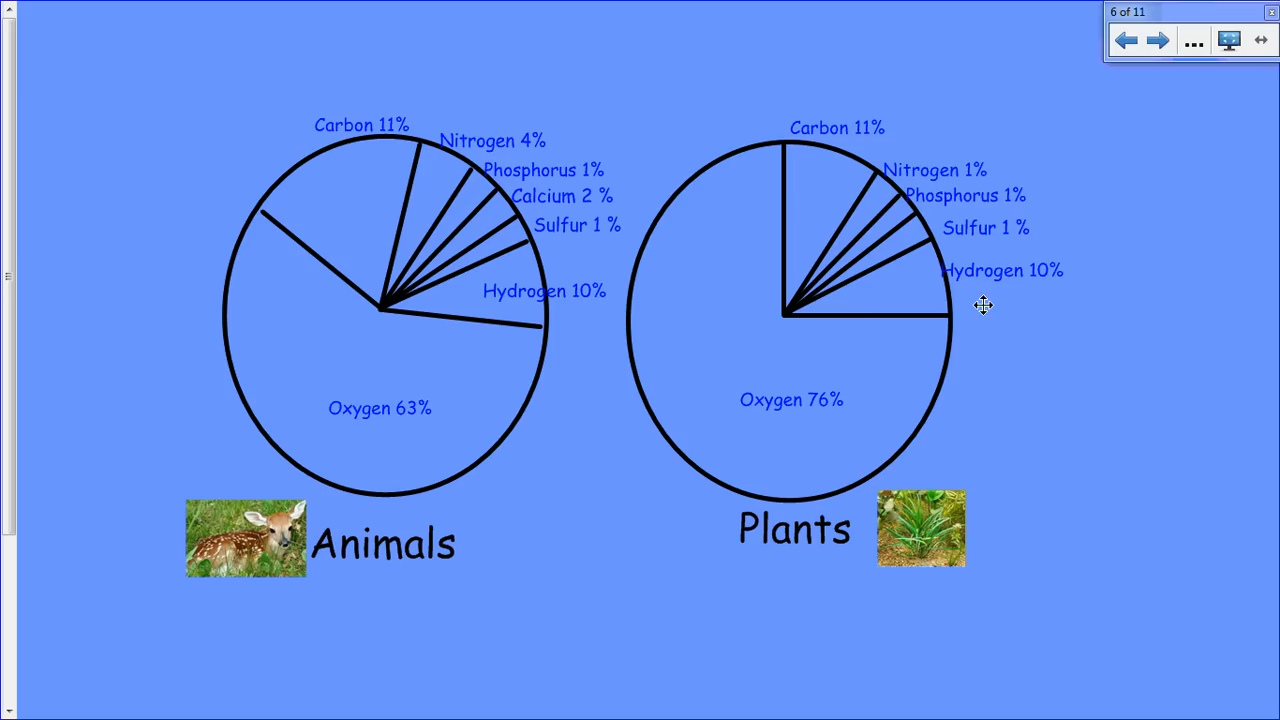 6 of 11
Carbon 11%
Nitrogen 4%
Phosphorus 1%
Calcium 2 %
Sulfur 1 %
Hydrogen 10%
Oxygen 63%
Animals
Carbon 11%
Nitrogen 1%
Phosphorus 1%
Sulfur 1 %
Hydrogen 10%
Oxygen 76%
Plants